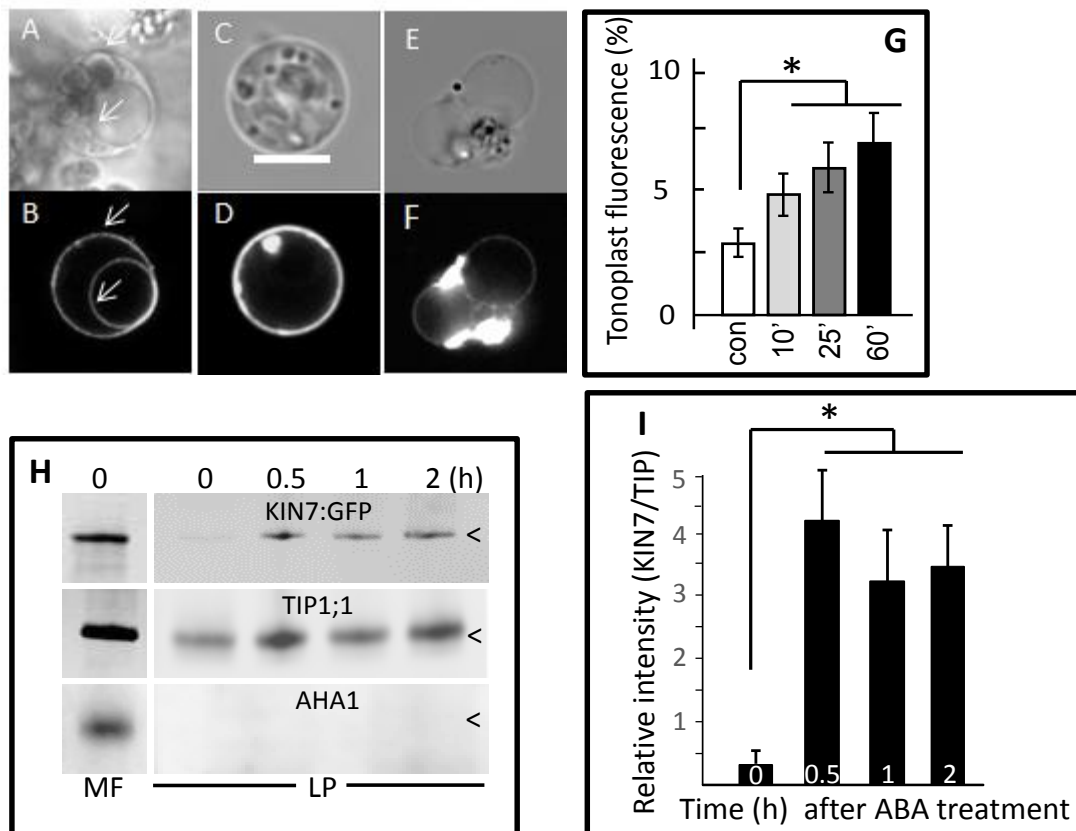 A
C
E
B
D
F
G
Tonoplast fluorescence (%)
10
5
0
*
con
10’
25’
60’
H
0
0 0.5 1 2 (h)
KIN7:GFP
<
TIP1;1
<
AHA1
<
MF
LP
I
*
Relative intensity (KIN7/TIP)
5
4
3
2
1
0 0.5 1 2
Time (h) after ABA treatment